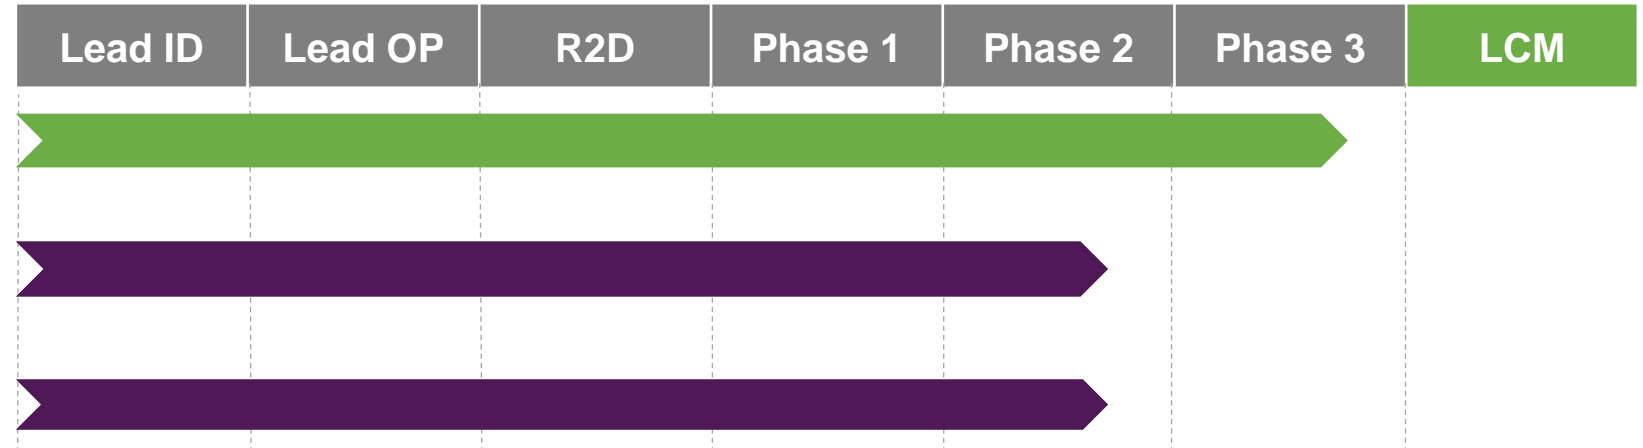 Lead ID Lead OP R2D Phase 1 Phase 2 Phase 3 LCM